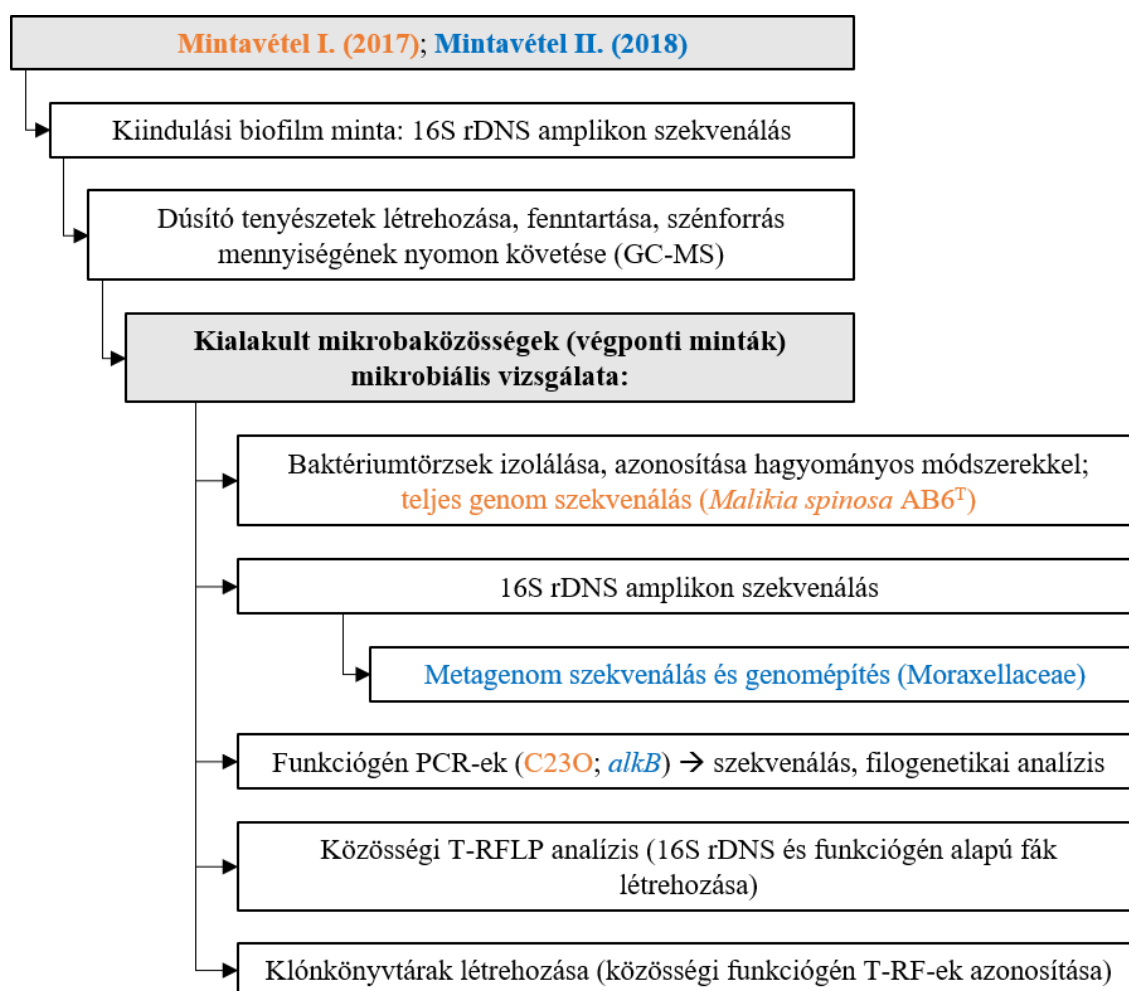 Mintavétel I. (2017); Mintavétel II. (2018)
Kiindulási biofilm minta: 16S rDNS amplikon szekvenálás
Dúsító tenyészetek létrehozása, fenntartása, szénforrás
mennyiségének nyomon követése (GC-MS)
Kialakult mikrobaközösségek (végponti minták)
mikrobiális vizsgálata:
Baktériumtörzsek izolálása, azonosítása hagyományos módszerekkel;
teljes genom szekvenálás (Malikia spinosa AB6ᵀ)
16S rDNS amplikon szekvenálás
Metagenom szekvenálás és genomépítés (Moraxellaceae)
Funkciógén PCR-ek (C23O; alkB) → szekvenálás, filogenetikai analízis
Közösségi T-RFLP analízis (16S rDNS és funkciógén alapú fák
létrehozása)
Klónkönyvtárak létrehozása (közösségi funkciógén T-RF-ek azonosítása)